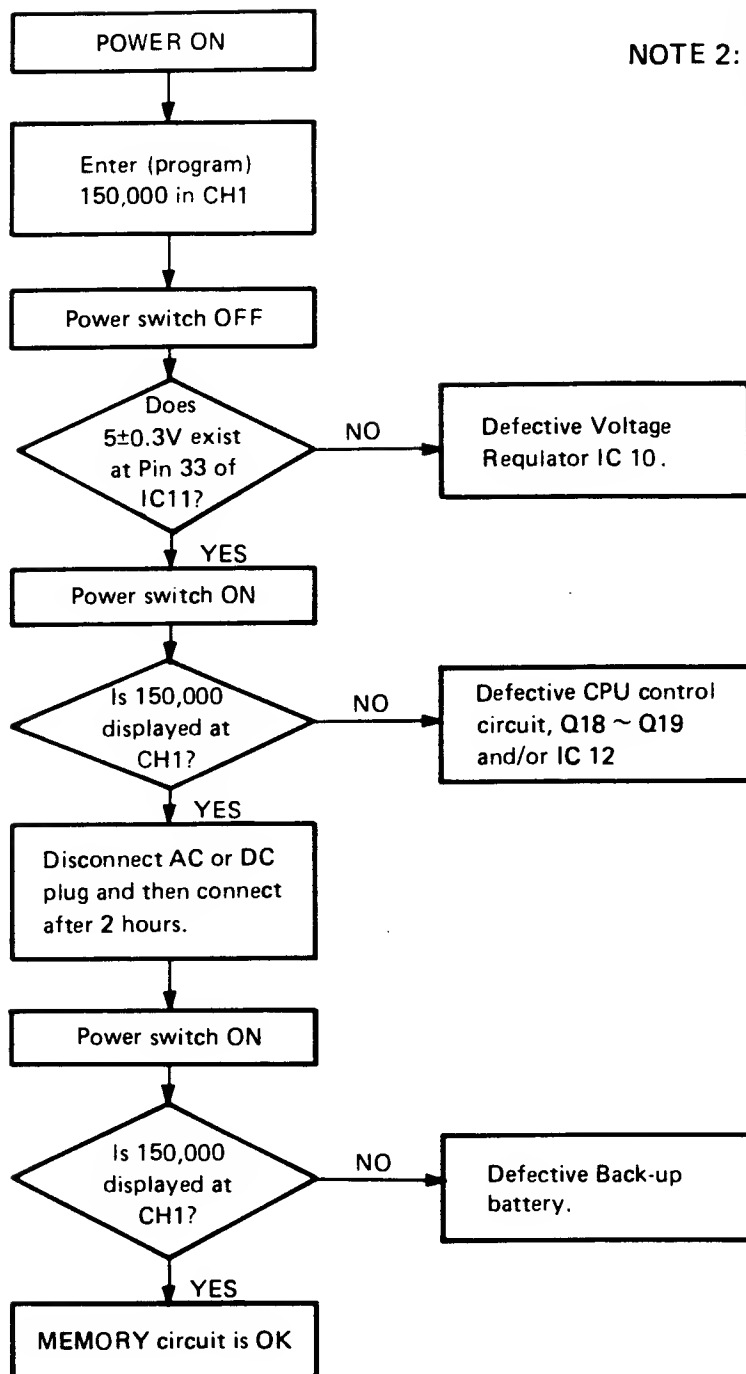 POWER ON
NOTE 2:
Enter (program)
150,000 in CH1
Power switch OFF
Does
5±0.3V exist
at Pin 33 of
IC11?
NO
Defective Voltage
Requlator IC 10.
YES
Power switch ON
Is 150,000
displayed at
CH1?
NO
Defective CPU control
circuit, Q18 ~ Q19
and/or IC 12
YES
Disconnect AC or DC
plug and then connect
after 2 hours.
Power switch ON
Is 150,000
displayed at
CH1?
NO
Defective Back-up
battery.
YES
MEMORY circuit is OK